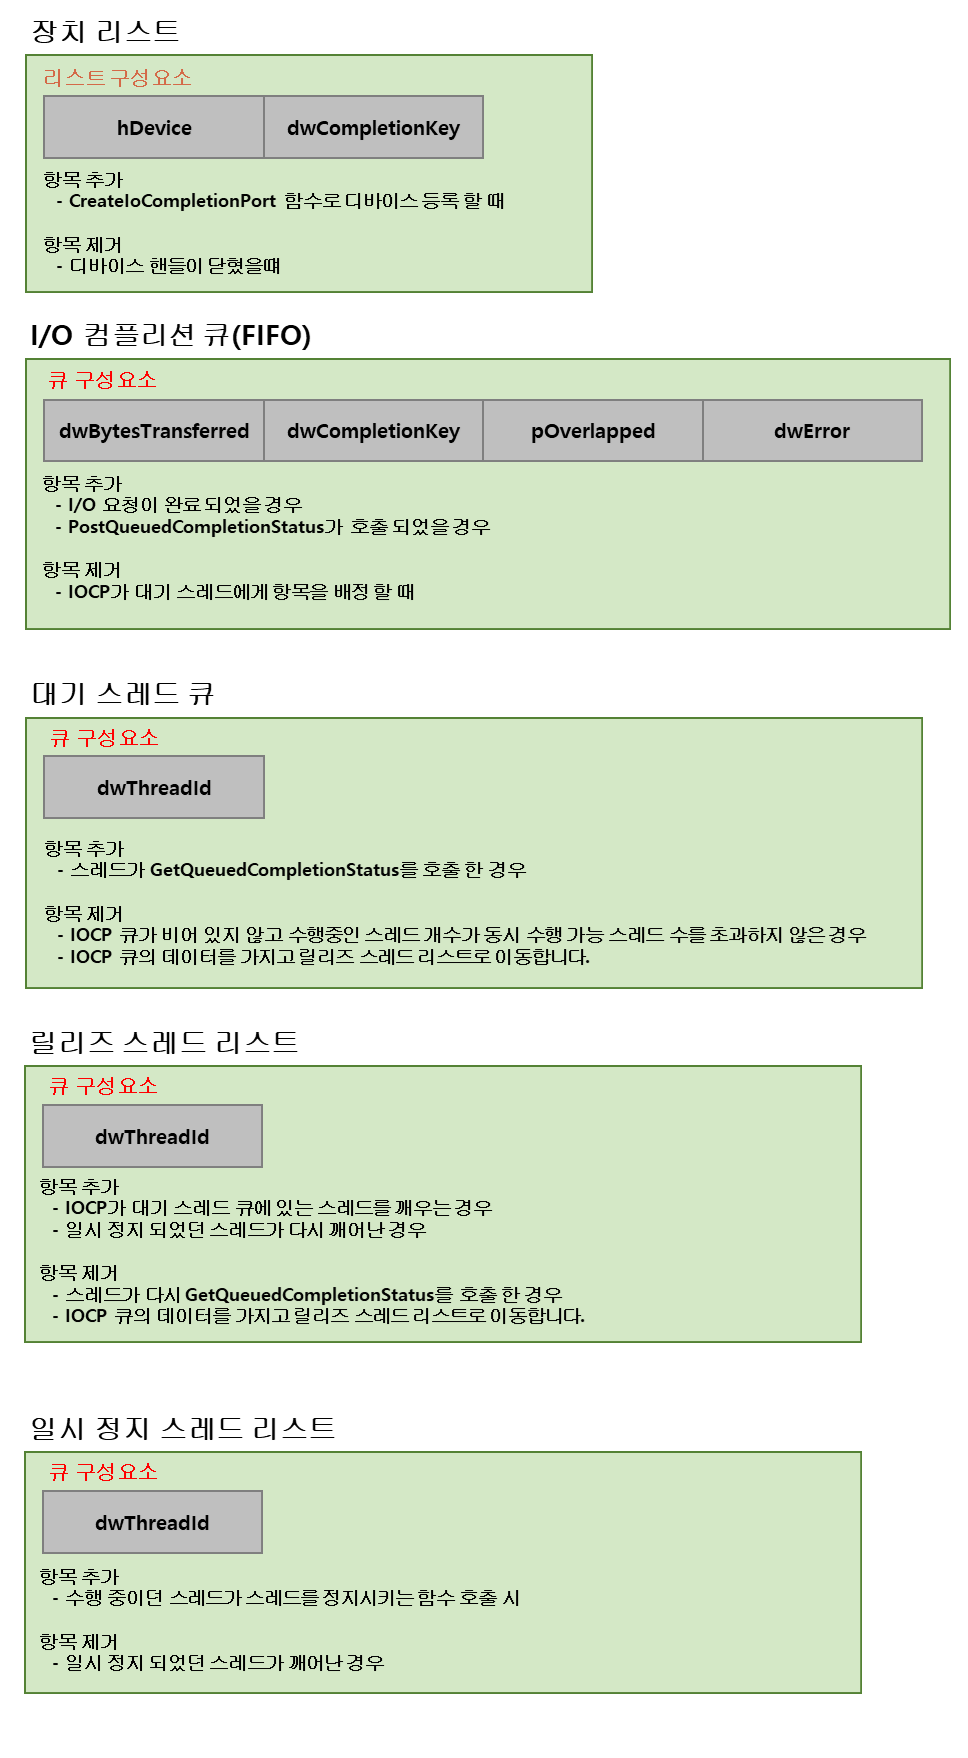 장치 리스트
리스트 구성 요소
hDevice dwCompletionKey
항목 추가
- CreateIoCompletionPort 함수로 디바이스 등록 할 때
항목 제거
- 디바이스 핸들이 닫혔을때
I/O 컴플리션 큐(FIFO)
큐 구성 요소
dwBytesTransferred dwCompletionKey pOverlapped dwError
항목 추가
- I/O 요청이 완료 되었을 경우
- PostQueuedCompletionStatus가 호출 되었을 경우
항목 제거
- IOCP가 대기 스레드에게 항목을 배정 할 때
대기 스레드 큐
큐 구성 요소
dwThreadId
항목 추가
- 스레드가 GetQueuedCompletionStatus를 호출 한 경우
항목 제거
- IOCP 큐가 비어 있지 않고 수행중인 스레드 개수가 동시 수행 가능 스레드 수를 초과하지 않은 경우
- IOCP 큐의 데이터를 가지고 릴리즈 스레드 리스트로 이동합니다.
릴리즈 스레드 리스트
큐 구성 요소
dwThreadId
항목 추가
- IOCP가 대기 스레드 큐에 있는 스레드를 깨우는 경우
- 일시 정지 되었던 스레드가 다시 깨어난 경우
항목 제거
- 스레드가 다시 GetQueuedCompletionStatus를 호출 한 경우
- IOCP 큐의 데이터를 가지고 릴리즈 스레드 리스트로 이동합니다.
일시 정지 스레드 리스트
큐 구성 요소
dwThreadId
항목 추가
- 수행 중이던 스레드가 스레드를 정지시키는 함수 호출 시
항목 제거
- 일시 정지 되었던 스레드가 깨어난 경우